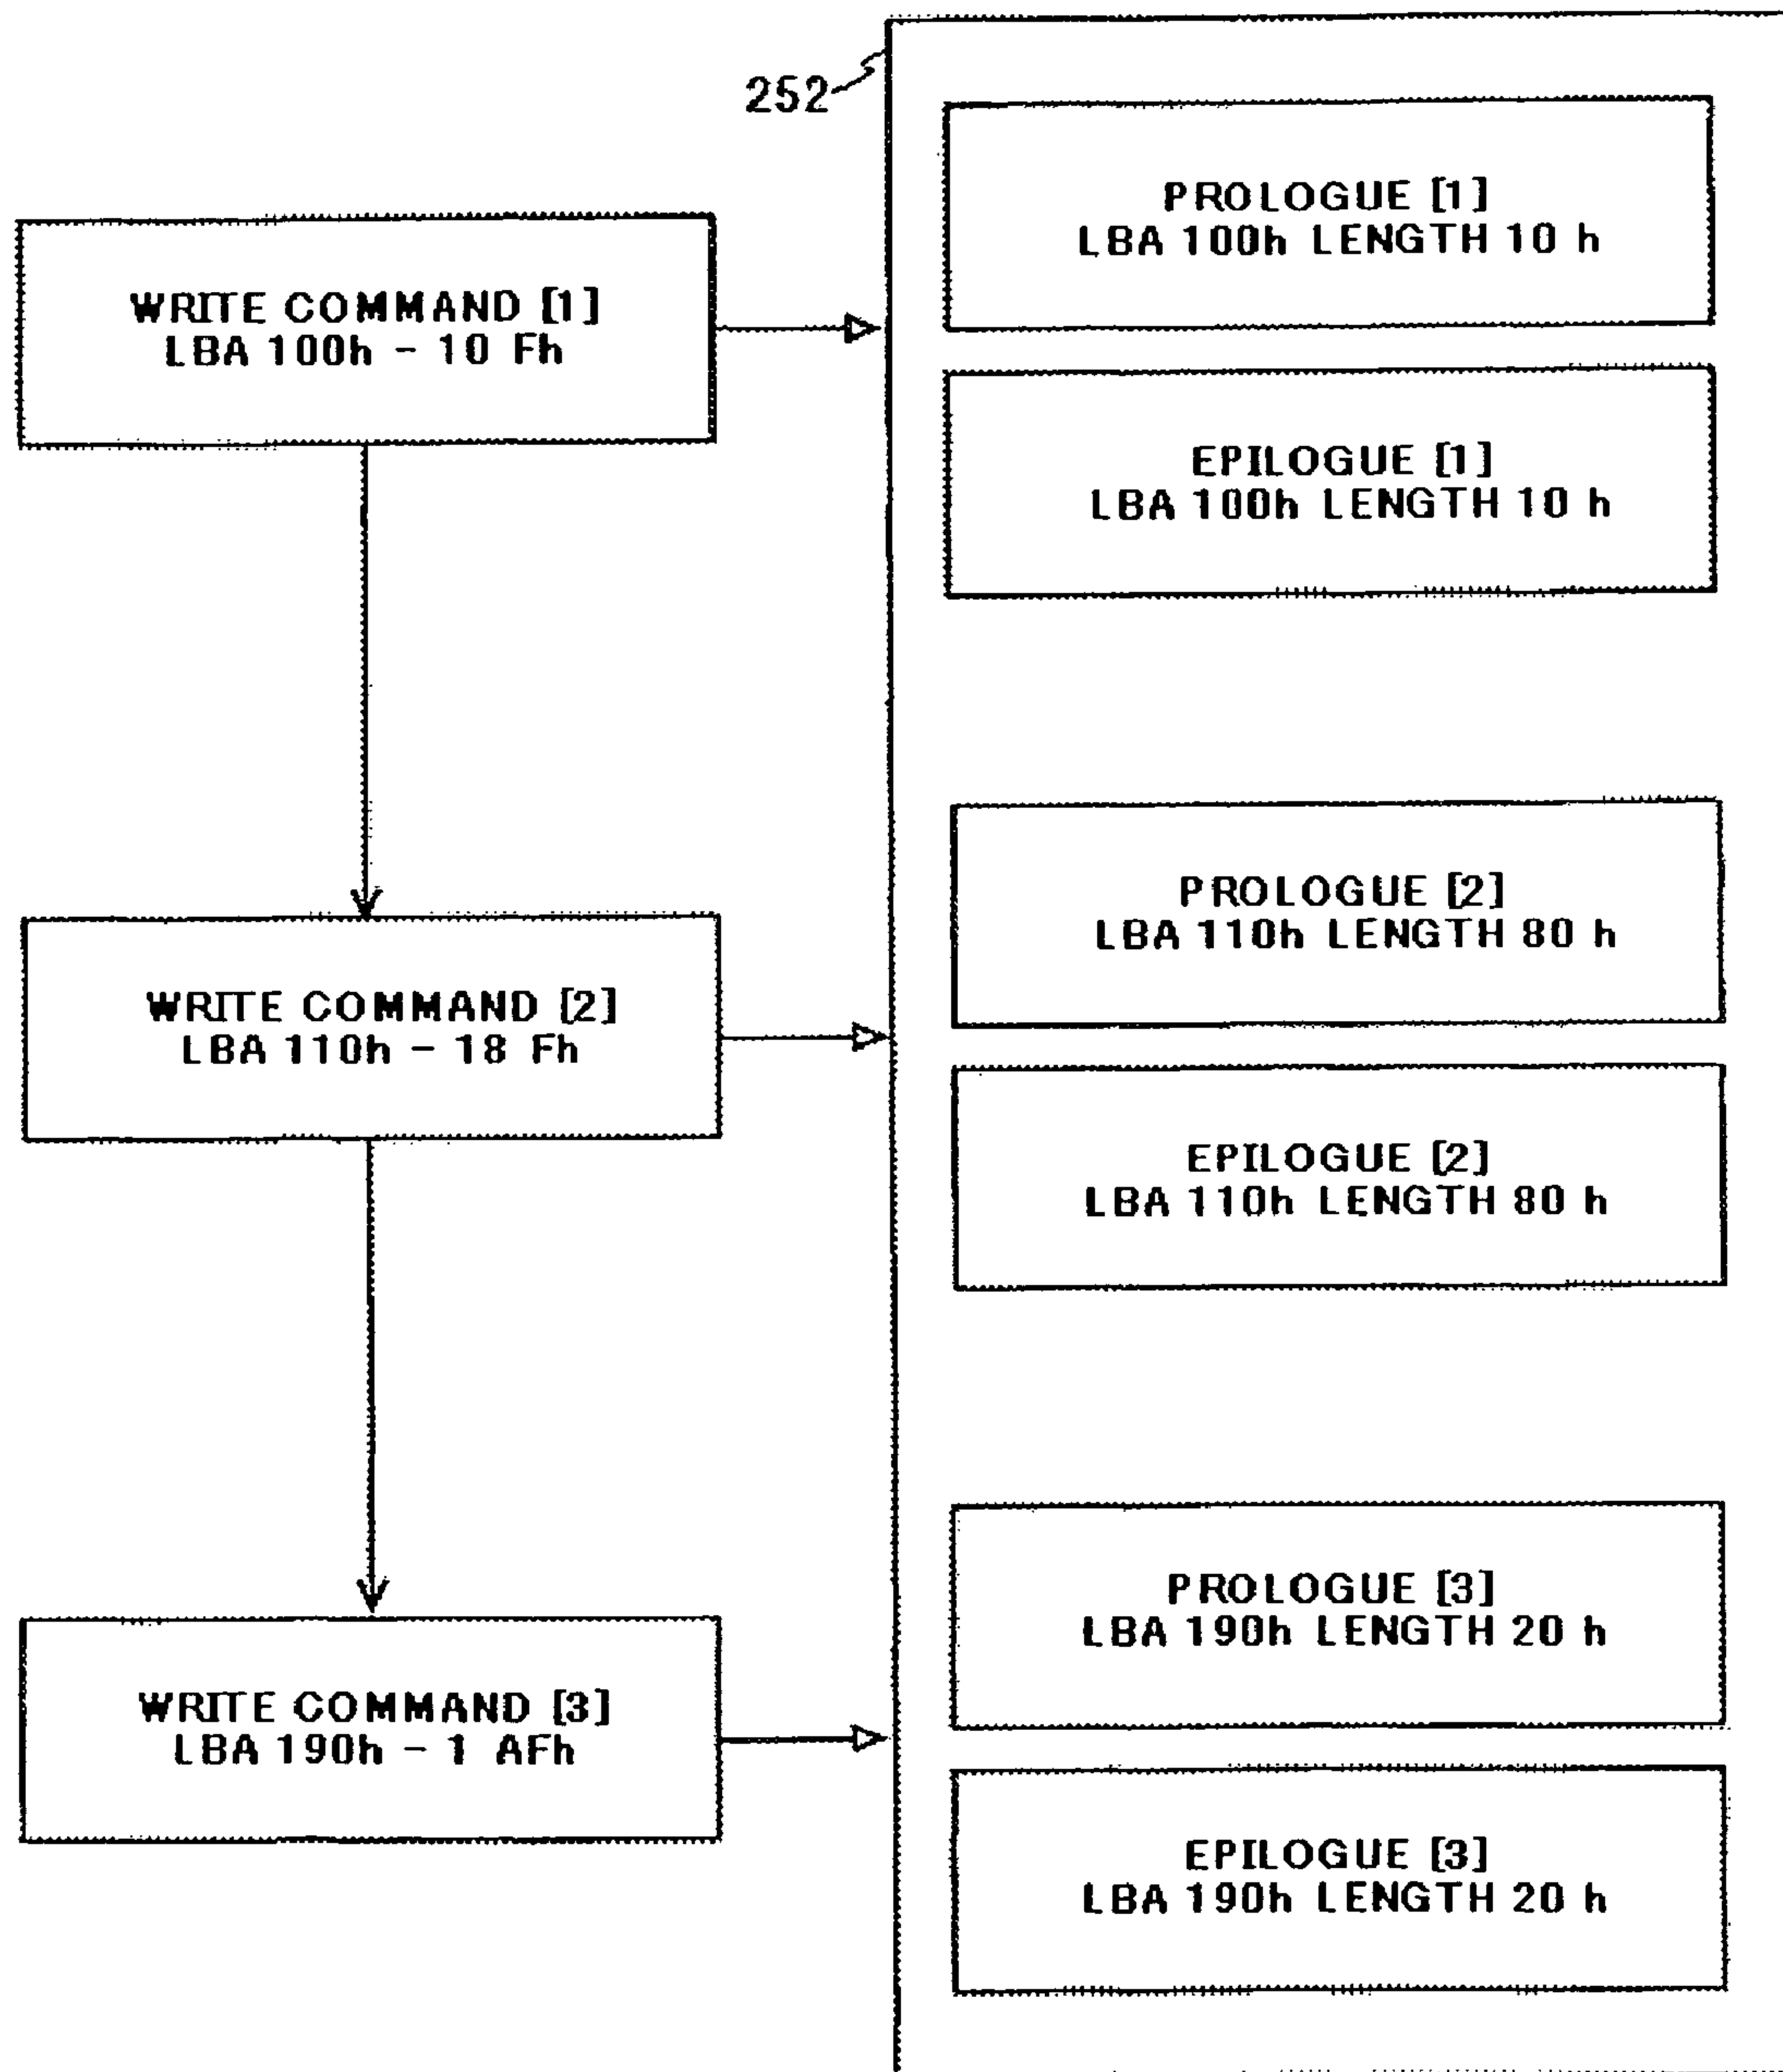 252
PROLOGUE [1]
LBA 100h LENGTH 10 h
WRITE COMMAND [1]
LBA 100h - 10 Fh
EPILOGUE [1]
LBA 100h LENGTH 10 h
PROLOGUE [2]
LBA 110h LENGTH 80 h
WRITE COMMAND [2]
LBA 110h - 18 Fh
EPILOGUE [2]
LBA 110h LENGTH 80 h
PROLOGUE [3]
LBA 190h LENGTH 20 h
WRITE COMMAND [3]
LBA 190h - 1 AFh
EPILOGUE [3]
LBA 190h LENGTH 20 h